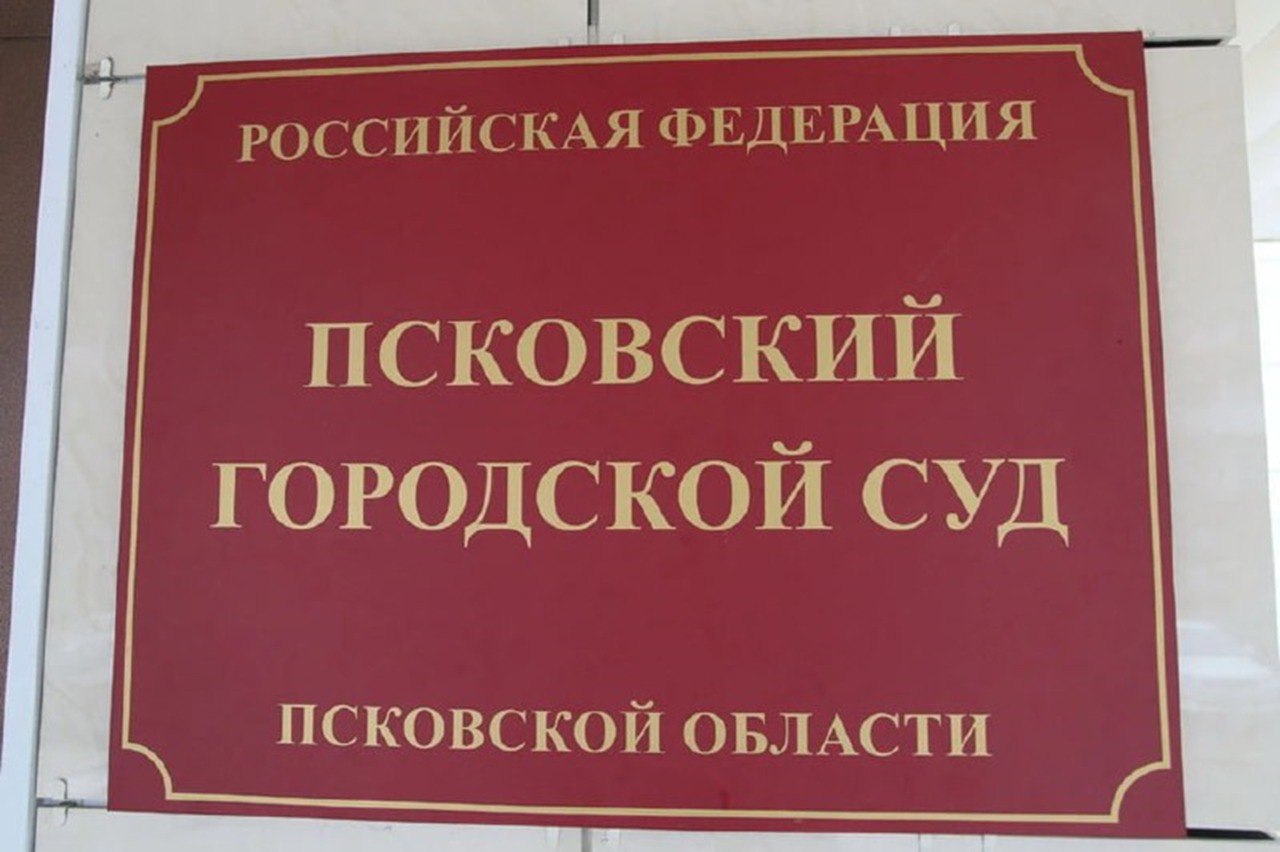 РОССИЙСКАЯ ФЕДЕРАЦИЯ
ПСКОВСКИЙ
ГОРОДСКОЙ СУД
ПСКОВСКОЙ ОБЛАСТИ